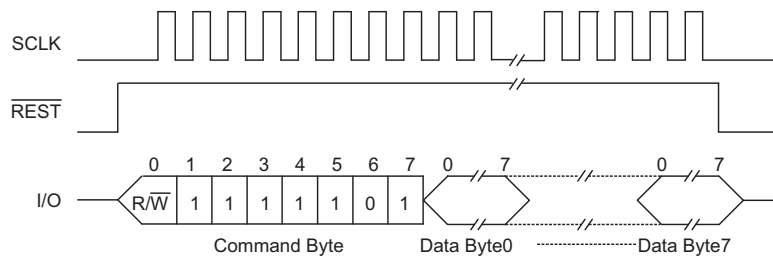 SCLK
REST
0 1 2 3 4 5 6 7 0 7 0 7
I/O R/W 1 1 1 1 1 0 1
Command Byte Data Byte0 Data Byte7